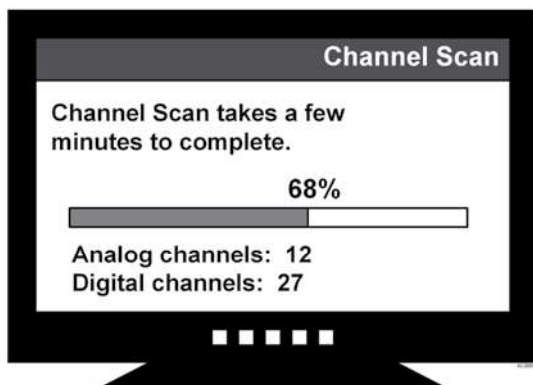 Channel Scan
Channel Scan takes a few
minutes to complete.
68%
Analog channels: 12
Digital channels: 27